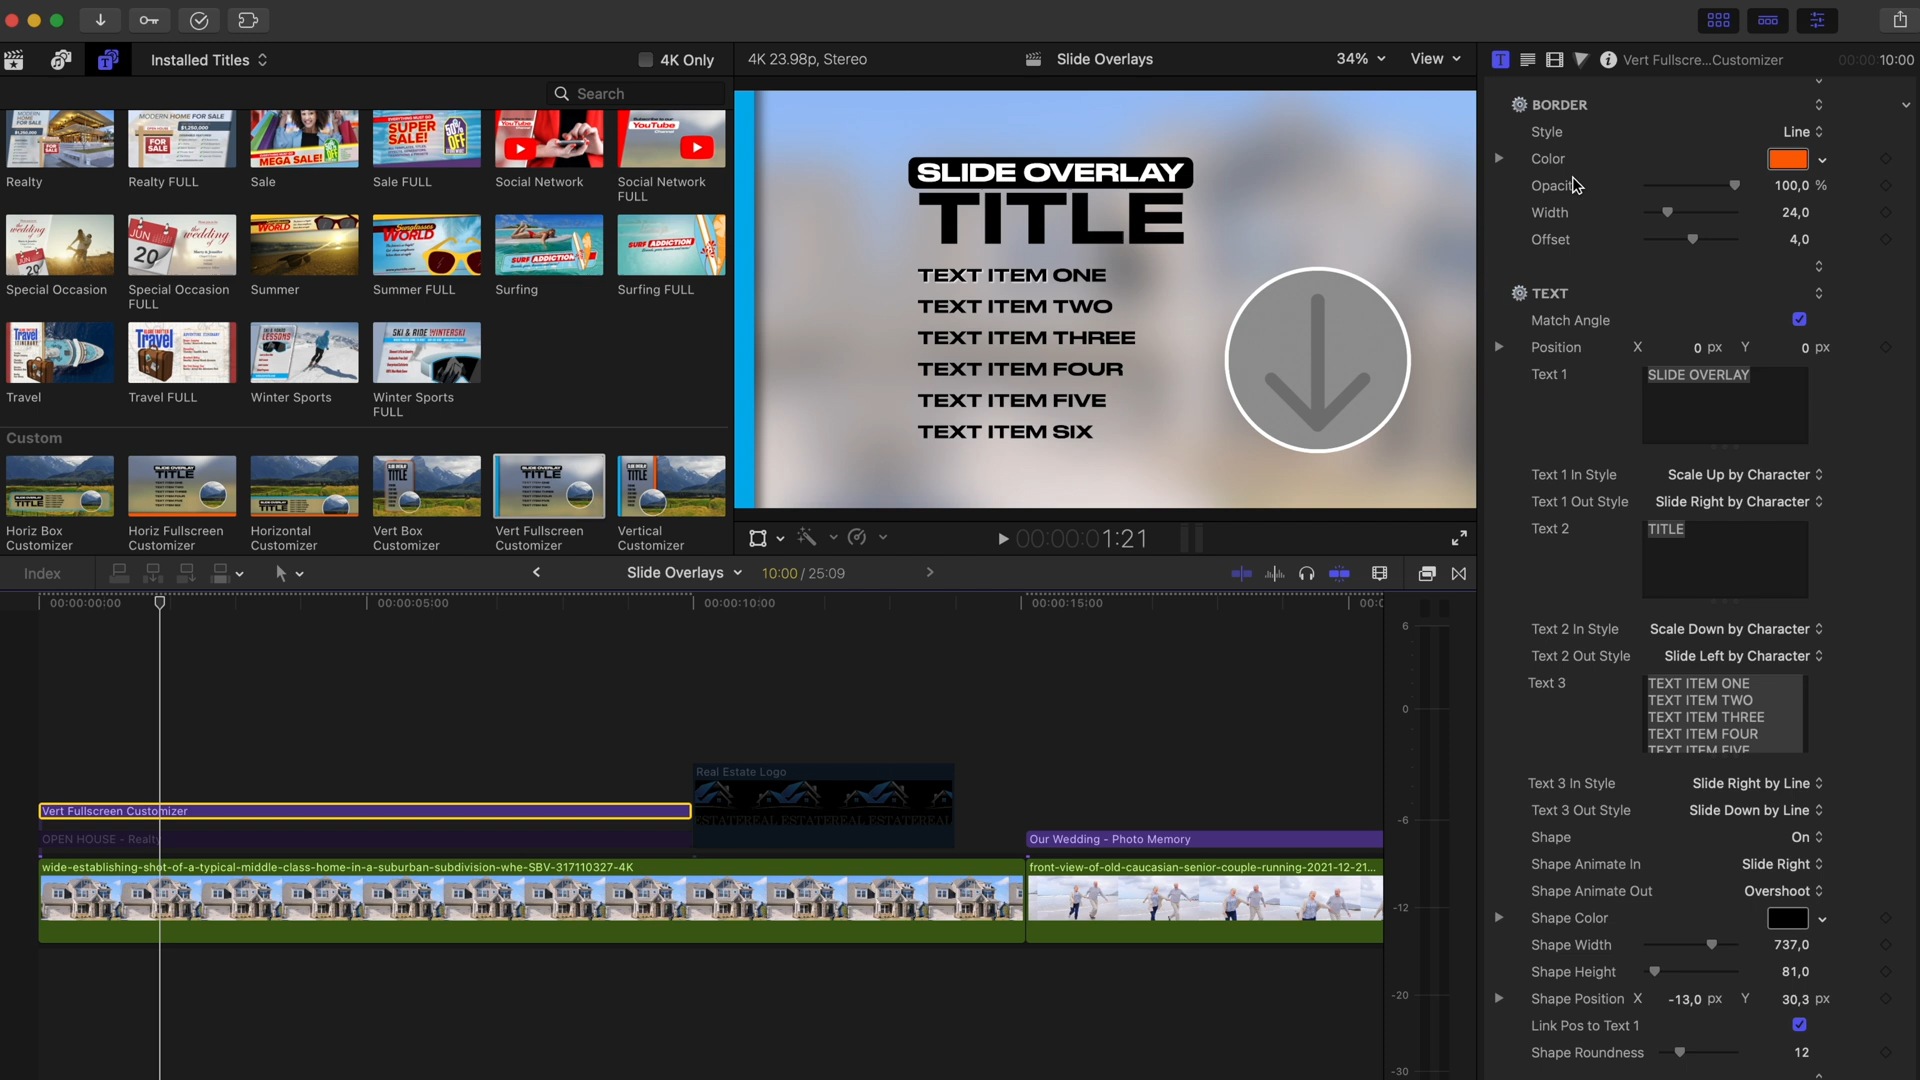 Installed Titles
4K Only
4K 23.98p, Stereo
Slide Overlays
34%
View
Vert Fullscre...Customizer
00:00:10:00
Search
Realty
Realty FULL
Sale
Sale FULL
Social Network
Social Network
FULL
Special Occasion
Special Occasion
FULL
Summer
Summer FULL
Surfing
Surfing FULL
Travel
Travel FULL
Winter Sports
Winter Sports
FULL
Custom
Horiz Box
Customizer
Horiz Fullscreen
Customizer
Horizontal
Customizer
Vert Box
Customizer
Vert Fullscreen
Customizer
Vertical
Customizer
SLIDE OVERLAY
TITLE
TEXT ITEM ONE
TEXT ITEM TWO
TEXT ITEM THREE
TEXT ITEM FOUR
TEXT ITEM FIVE
TEXT ITEM SIX
00:00:01:21
BORDER
Style
Line
Color
Opacity
100,0 %
Width
24,0
Offset
4,0
TEXT
Match Angle
Position
X
0 px
Y
0 px
Text 1
SLIDE OVERLAY
Text 1 In Style
Scale Up by Character
Text 1 Out Style
Slide Right by Character
Text 2
TITLE
Text 2 In Style
Scale Down by Character
Text 2 Out Style
Slide Left by Character
Text 3
TEXT ITEM ONE
TEXT ITEM TWO
TEXT ITEM THREE
TEXT ITEM FOUR
TEXT ITEM FIVE
Text 3 In Style
Slide Right by Line
Text 3 Out Style
Slide Down by Line
Shape
On
Shape Animate In
Slide Right
Shape Animate Out
Overshoot
Shape Color
Shape Width
737,0
Shape Height
81,0
Shape Position
X
-13,0 px
Y
30,3 px
Link Pos to Text 1
Shape Roundness
12
Index
Slide Overlays
10:00 / 25:09
00:00:00:00
00:00:05:00
00:00:10:00
00:00:15:00
Real Estate Logo
Vert Fullscreen Customizer
OPEN HOUSE - Realty
wide-establishing-shot-of-a-typical-middle-class-home-in-a-suburban-subdivision-whe-SBV-317110327-4K
Our Wedding - Photo Memory
front-view-of-old-caucasian-senior-couple-running-2021-12-21...
6
0
-6
-12
-20
-30